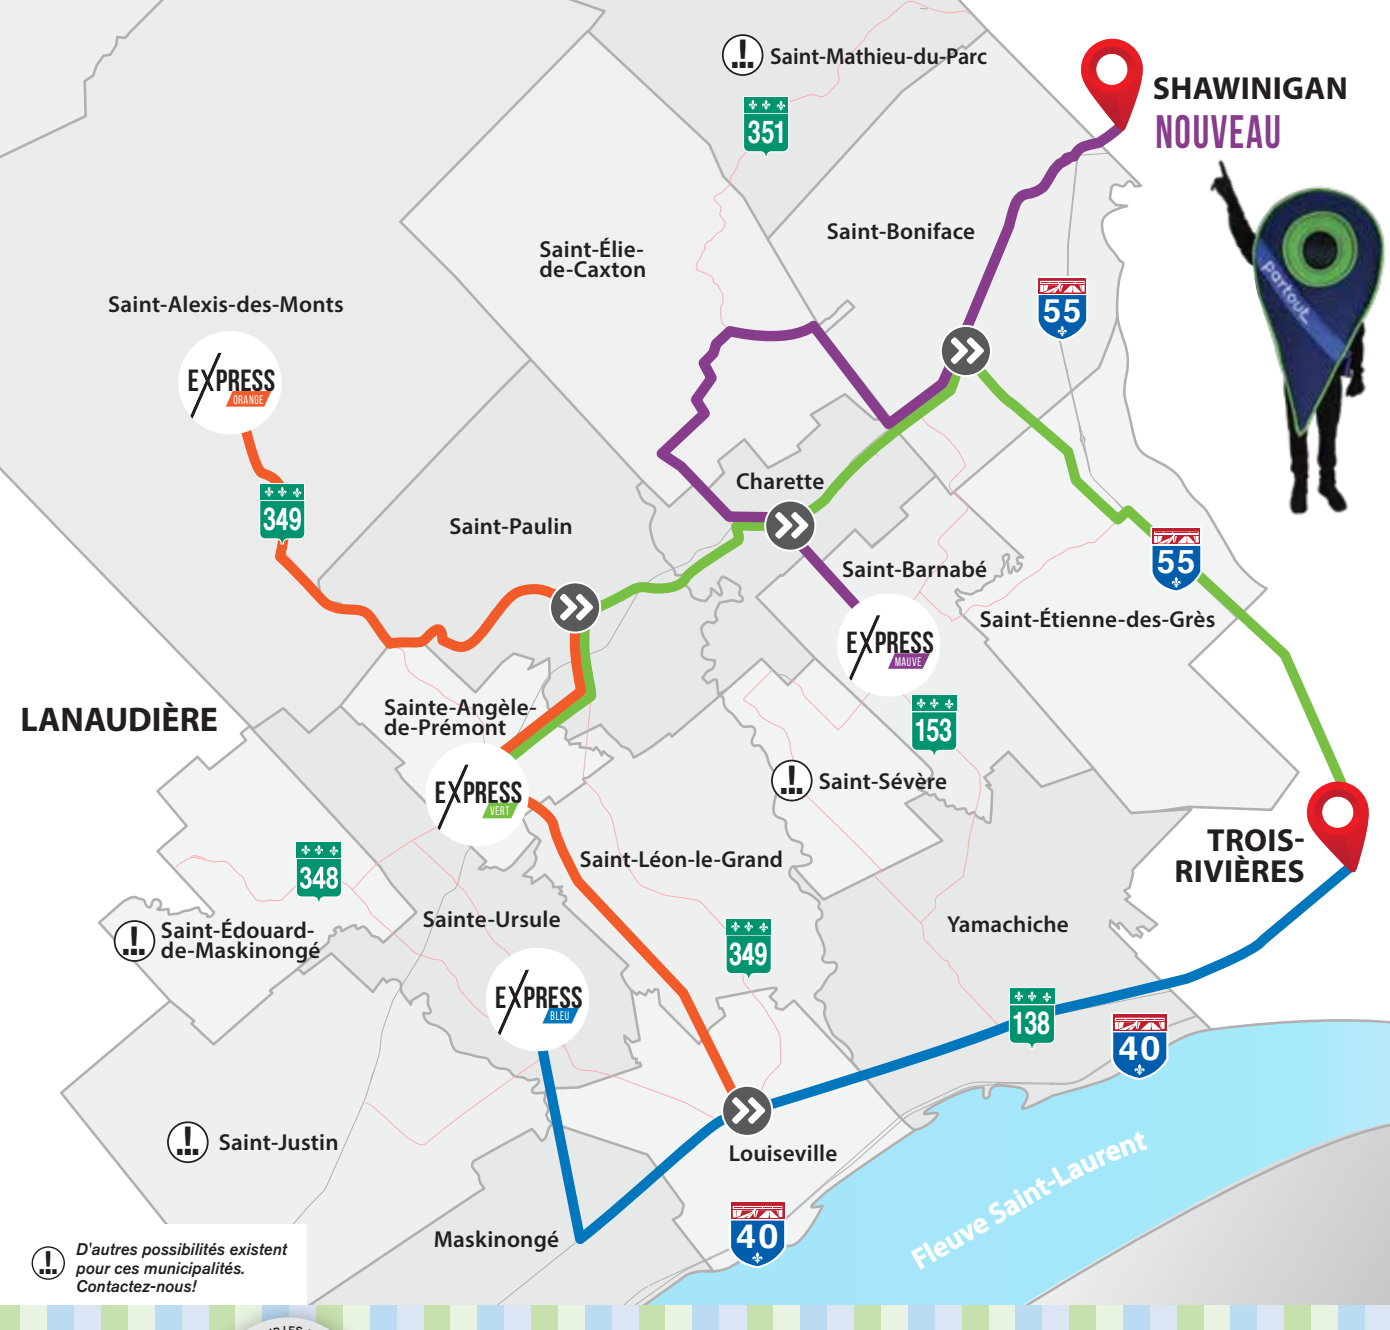 Saint-Mathieu-du-Parc
351
SHAWINIGAN
NOUVEAU
partout
Saint-Boniface
Saint-Élie-
de-Caxton
55
Saint-Alexis-des-Monts
EXPRESS
ORANGE
349
Charette
Saint-Paulin
55
Saint-Barnabé
Saint-Étienne-des-Grès
EXPRESS
MAUVE
LANAUDIÈRE
Sainte-Angèle-
de-Prémont
153
EXPRESS
VERT
Saint-Sévère
TROIS-
RIVIÈRES
Saint-Léon-le-Grand
348
Sainte-Ursule
Yamachiche
Saint-Édouard-
de-Maskinongé
349
EXPRESS
BLEU
138
40
Saint-Justin
Louiseville
Fleuve Saint-Laurent
Maskinongé
40
D'autres possibilités existent
pour ces municipalités.
Contactez-nous!